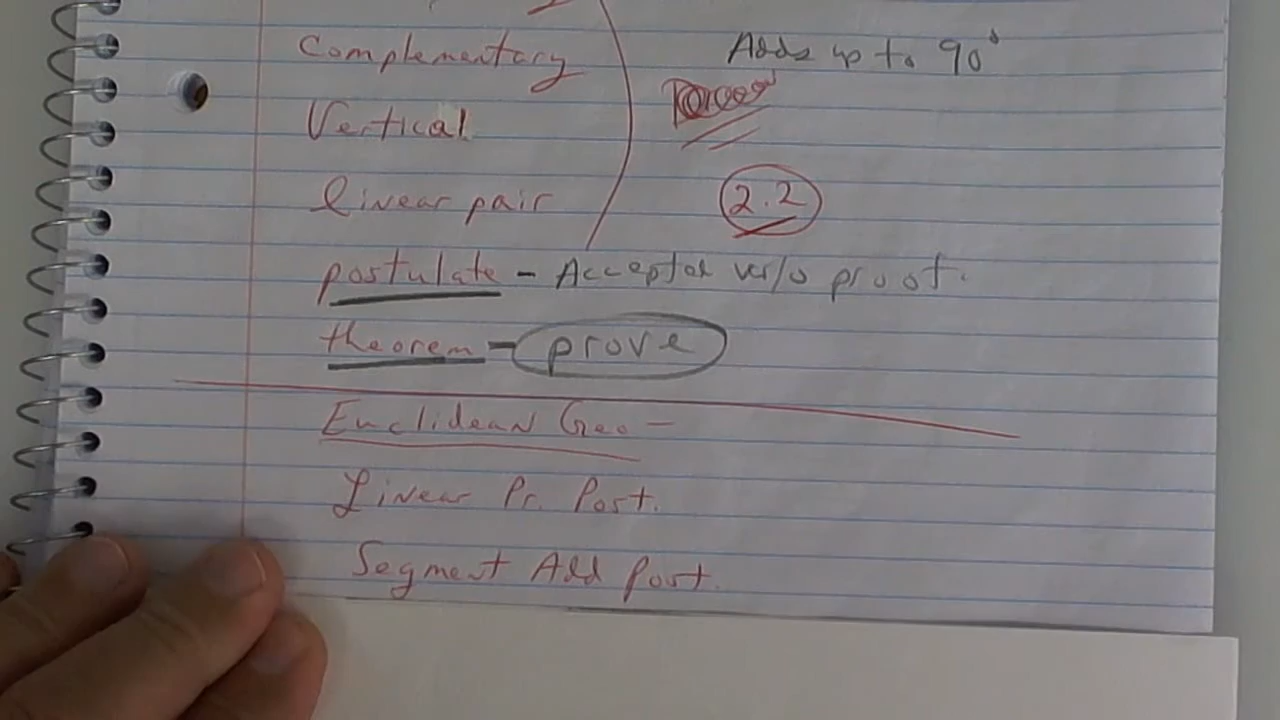 Complementary Adds up to 90°
Vertical
linear pair 2.2
postulate - Accepted w/o proof.
theorem - prove
Euclidean Geo -
Linear Pr. Post.
Segment Add Post.